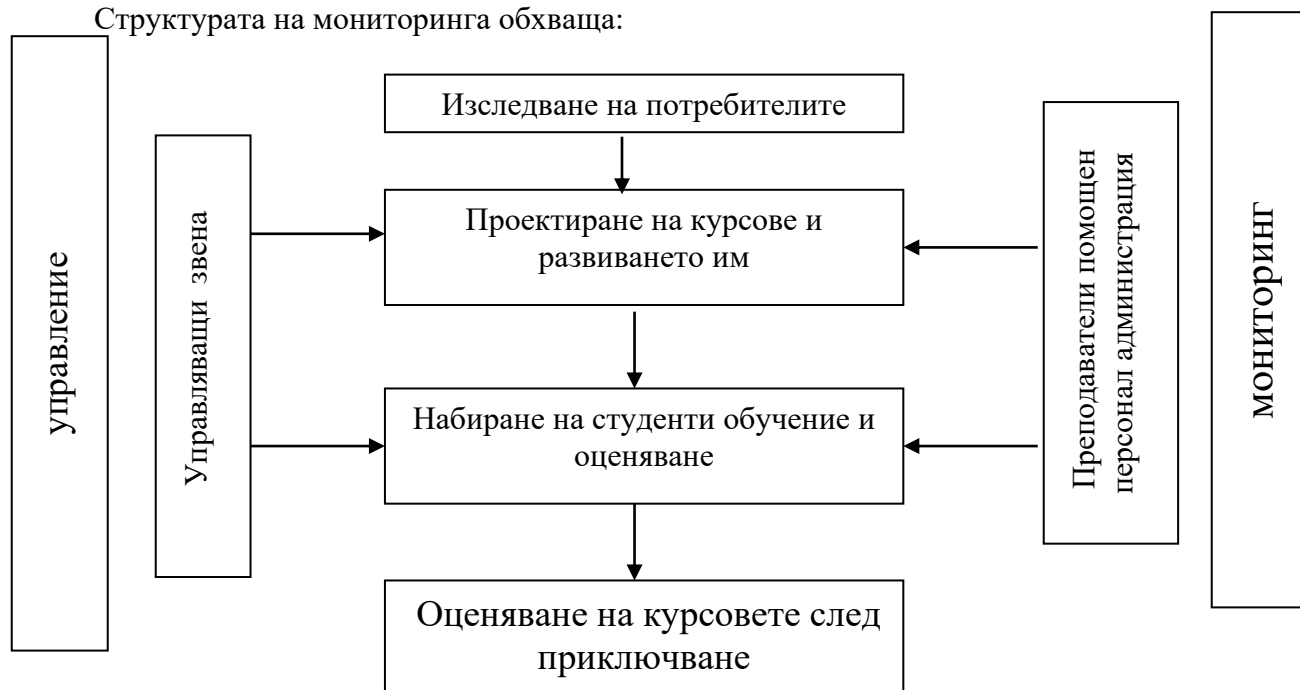 Структурата на мониторинга обхваща:
управление
Управляващи звена
Изследване на потребителите
Проектиране на курсове и
развиването им
Набиране на студенти обучение и
оценяване
Оценяване на курсовете след
приключване
Преподаватели помощен
персонал администрация
мониторинг